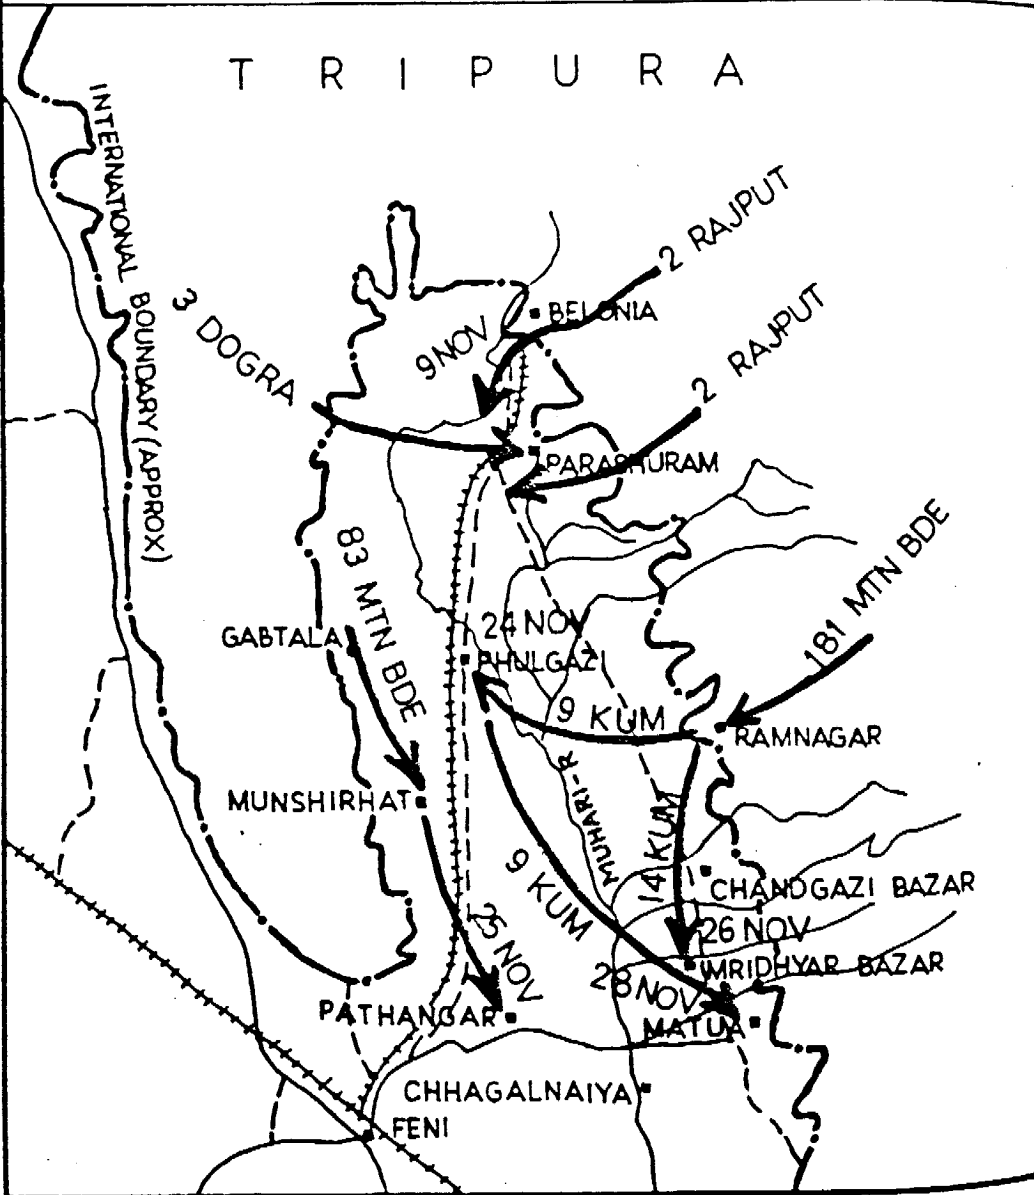 TRIPURA
INTERNATIONAL BOUNDARY (APPROX)
2 RAJPUT
BELONIA
3 DOGRA
9 NOV
2 RAJPUT
PARASHURAM
83 MTN BDE
181 MTN BDE
24 NOV
GABTALA
PHULGAZI
9 KUM
RAMNAGAR
MUNSHIRHAT
MUHARI-R
14 KUM
9 KUM
CHANDGAZI BAZAR
25 NOV
26 NOV
MRIDHYAR BAZAR
28 NOV
PATHANGAR
MATUA
CHHAGALNAIYA
FENI